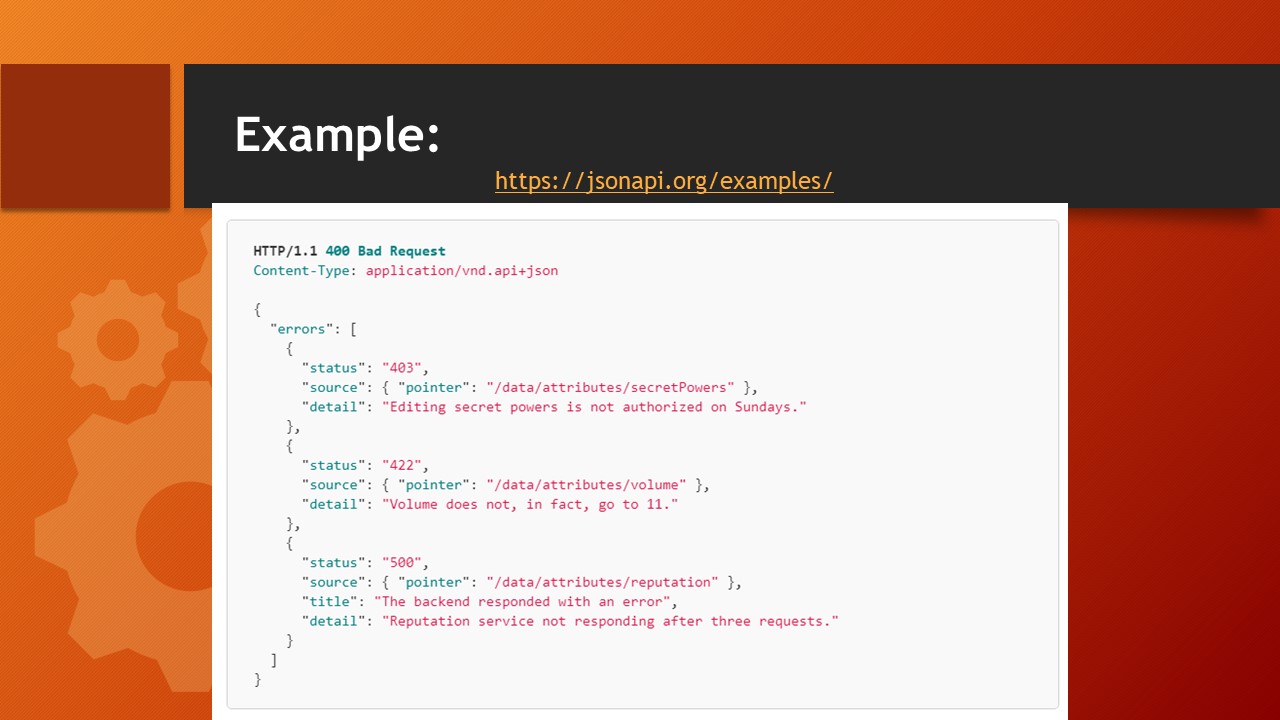 Example:
https://jsonapi.org/examples/
HTTP/1.1 400 Bad Request
Content-Type: application/vnd.api+json
{
  "errors": [
    {
      "status": "403",
      "source": { "pointer": "/data/attributes/secretPowers" },
      "detail": "Editing secret powers is not authorized on Sundays."
    },
    {
      "status": "422",
      "source": { "pointer": "/data/attributes/volume" },
      "detail": "Volume does not, in fact, go to 11."
    },
    {
      "status": "500",
      "source": { "pointer": "/data/attributes/reputation" },
      "title": "The backend responded with an error",
      "detail": "Reputation service not responding after three requests."
    }
  ]
}